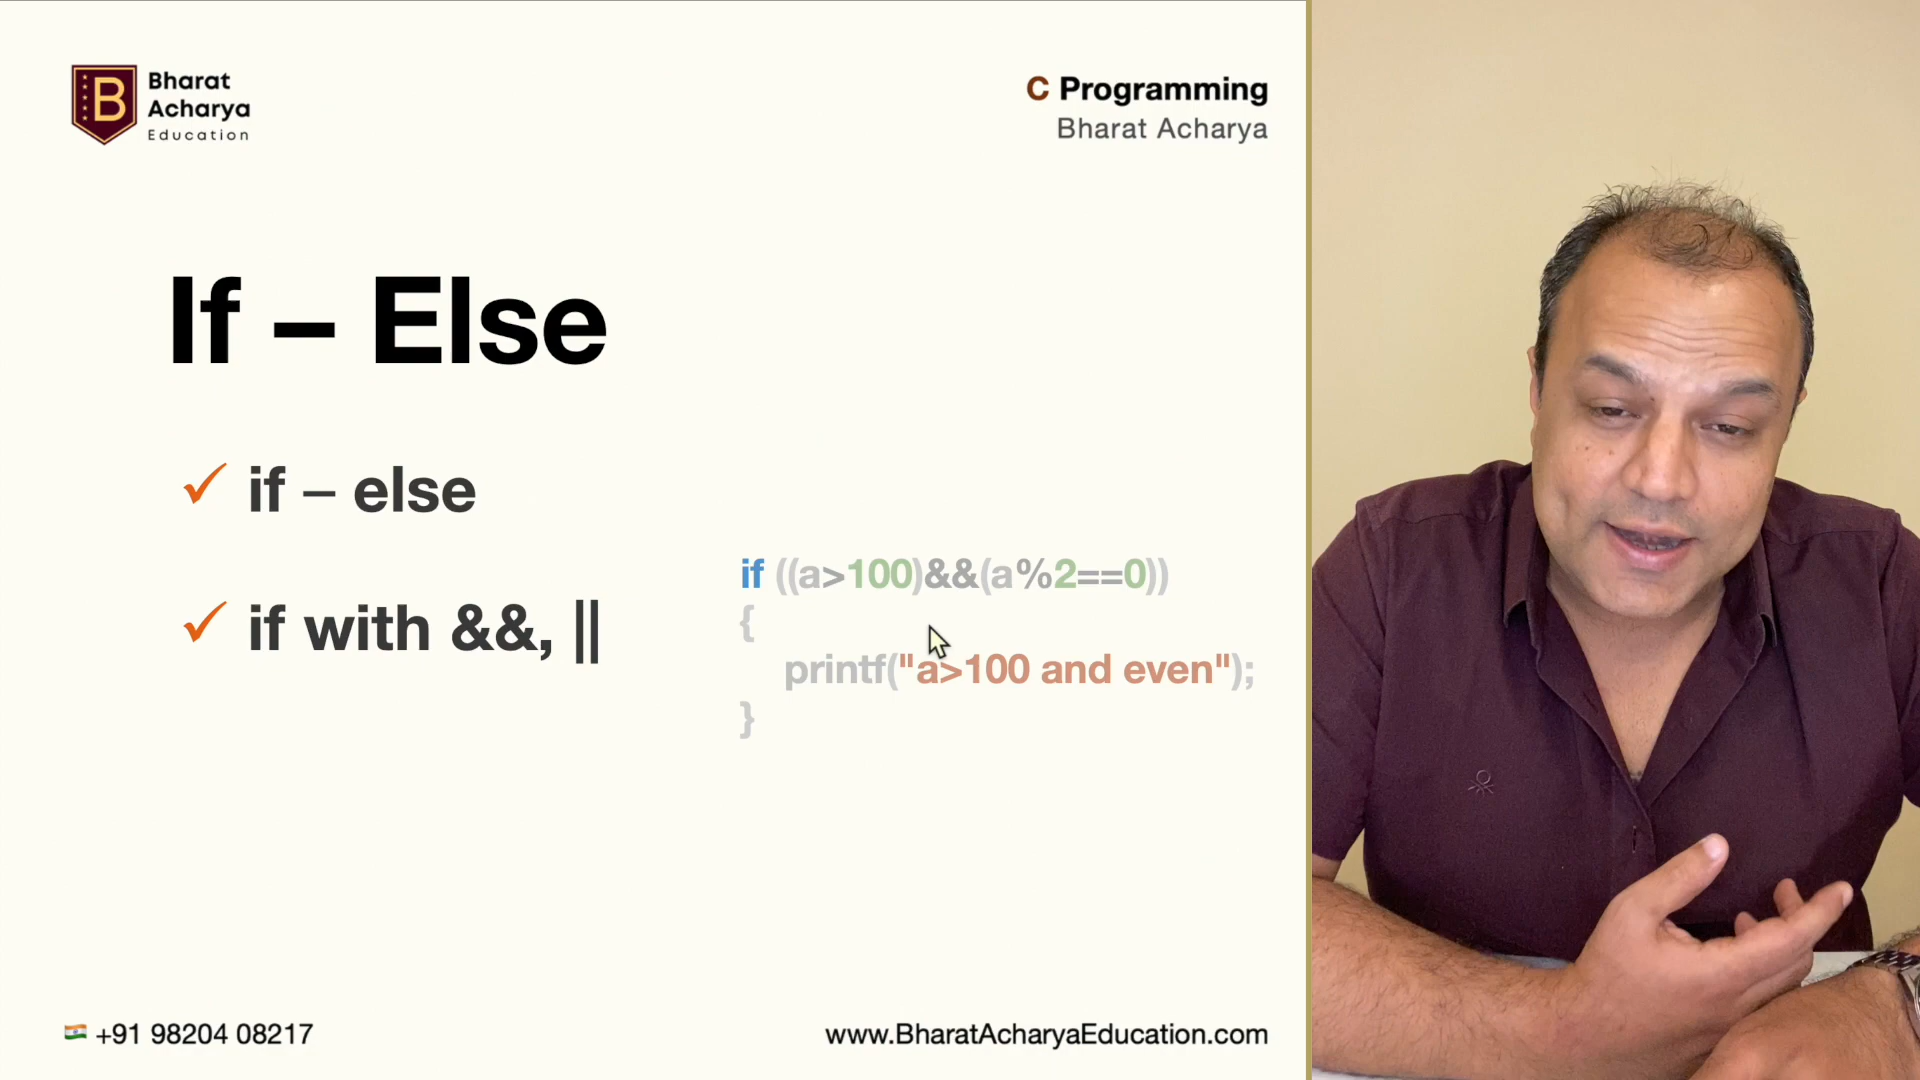 Bharat
Acharya
Education
C Programming
Bharat Acharya
If – Else
✓ if – else
✓ if with &&, ||
if ((a>100)&&(a%2==0))
{
printf("a>100 and even");
}
+91 98204 08217
www.BharatAcharyaEducation.com